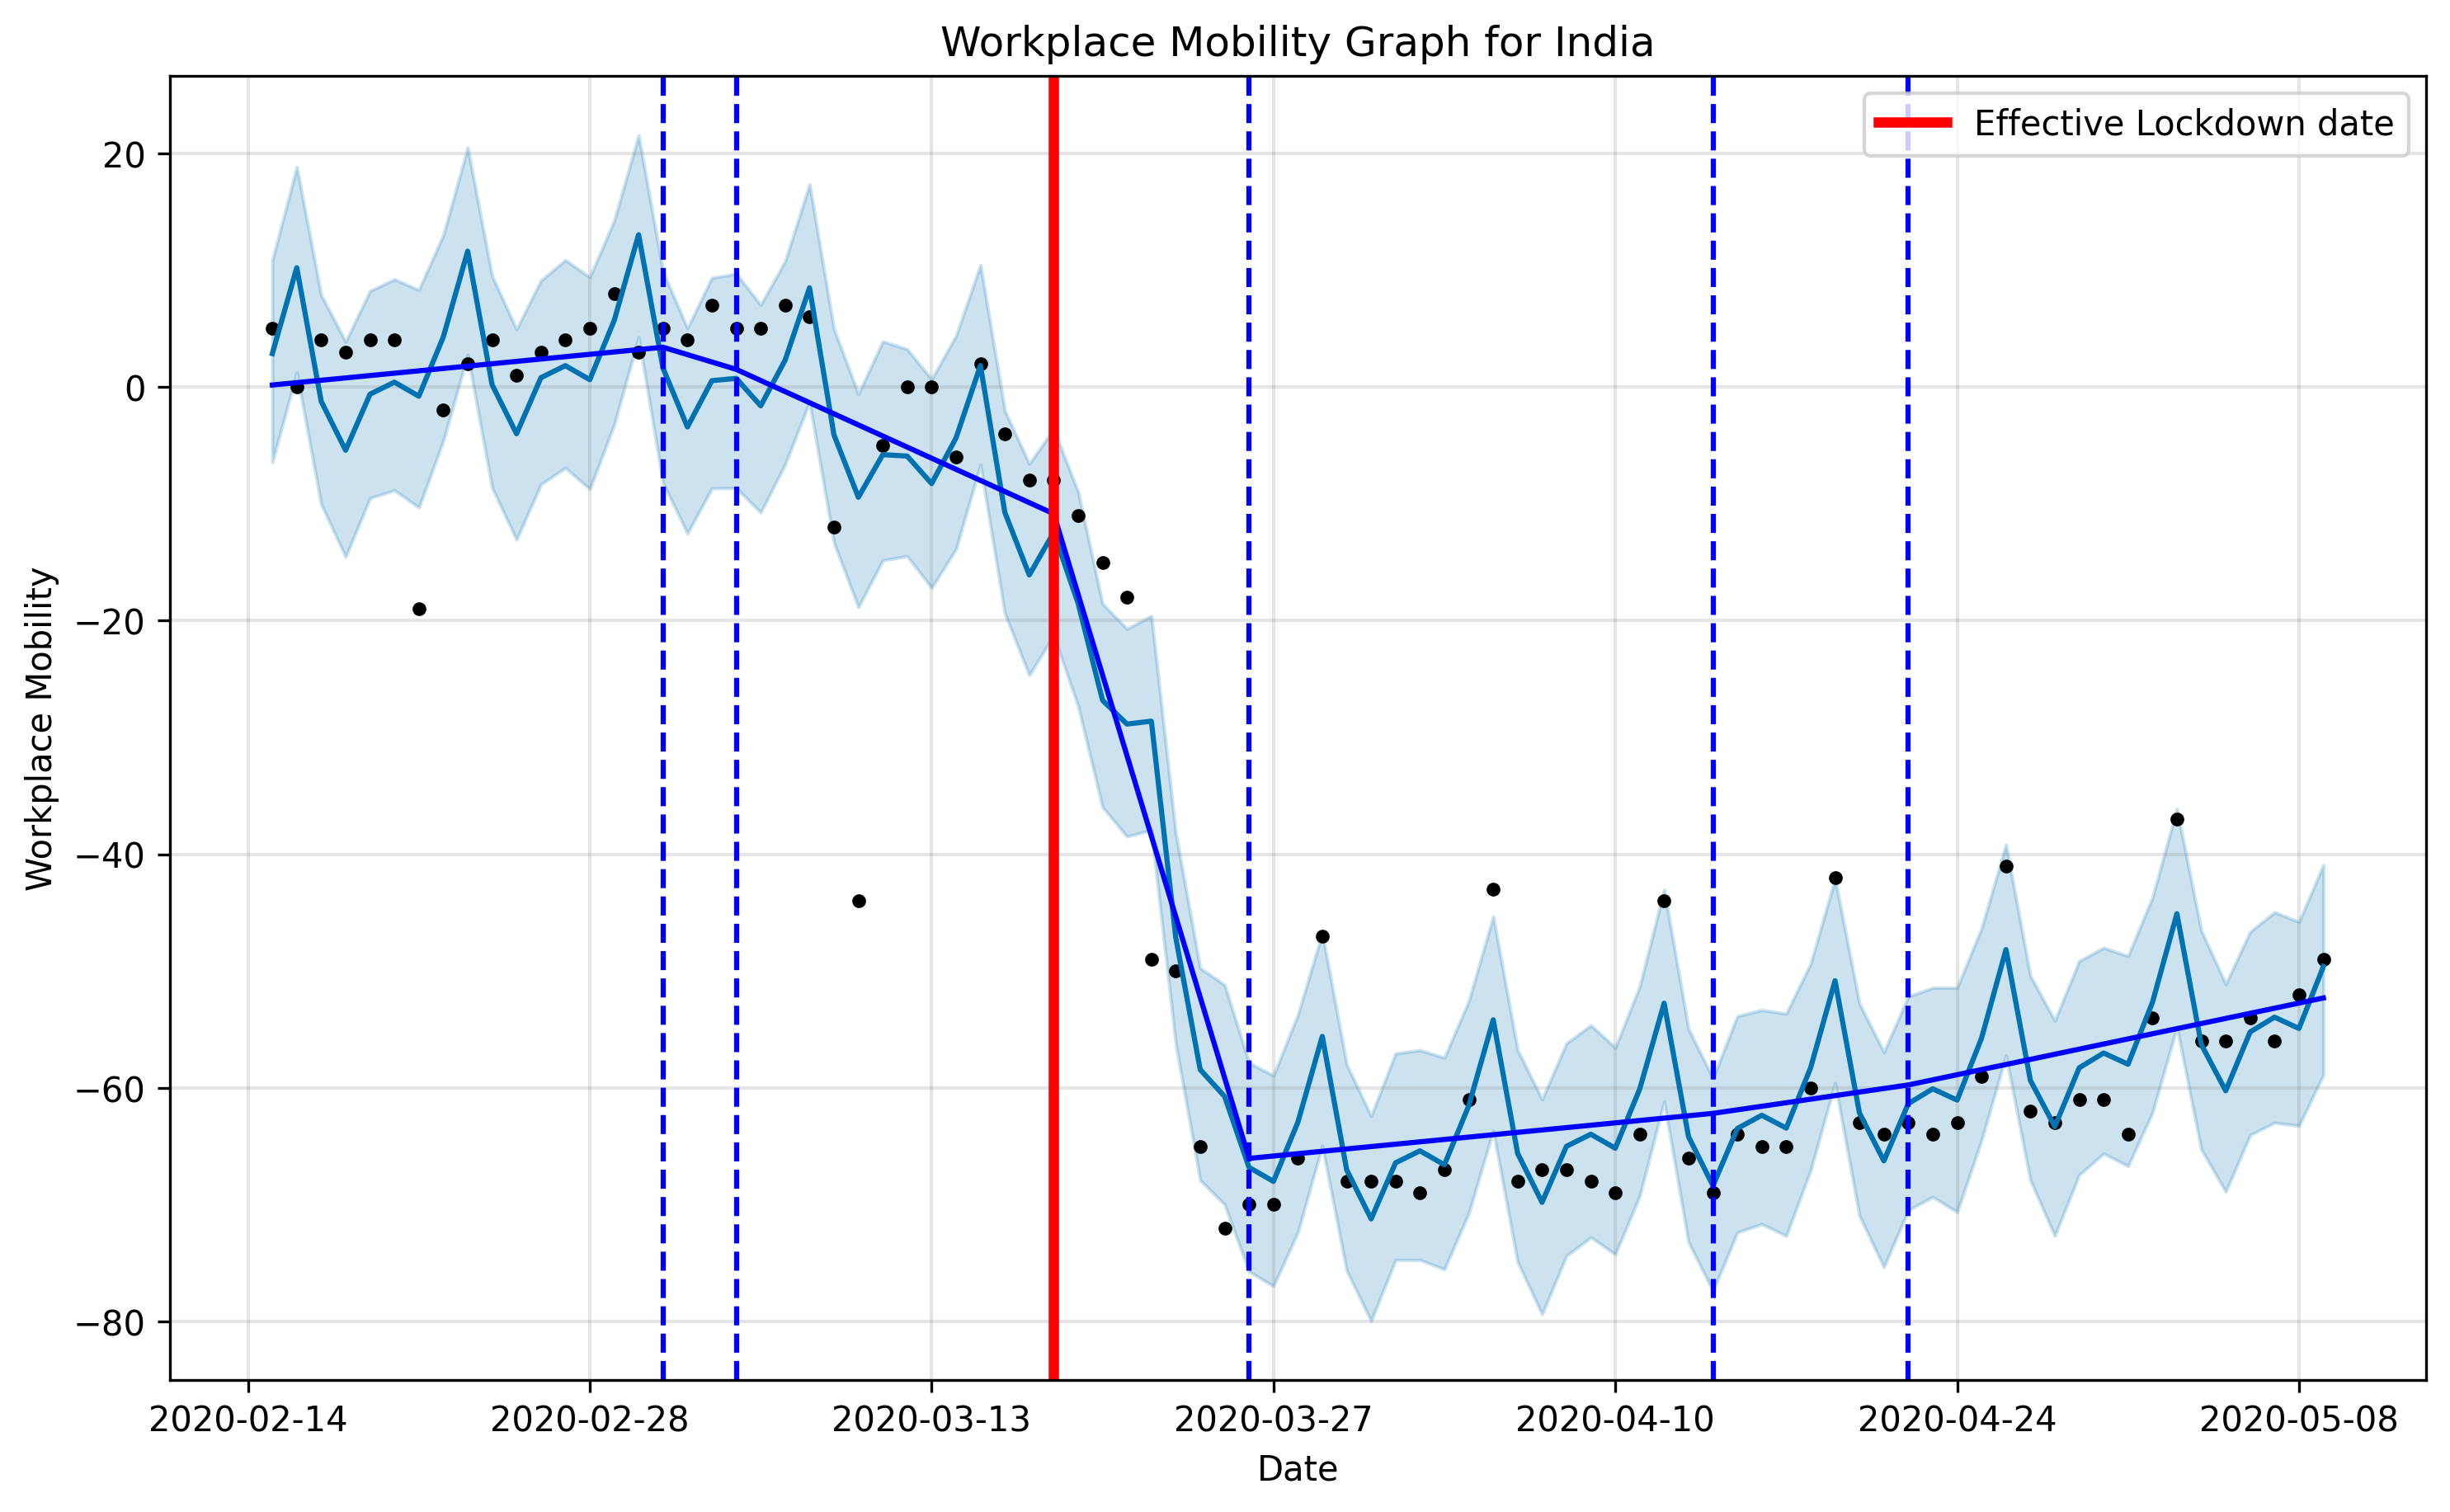 Workplace Mobility Graph for India
Effective Lockdown date
Workplace Mobility
20
0
−20
−40
−60
−80
2020-02-14 2020-02-28 2020-03-13 2020-03-27 2020-04-10 2020-04-24 2020-05-08
Date